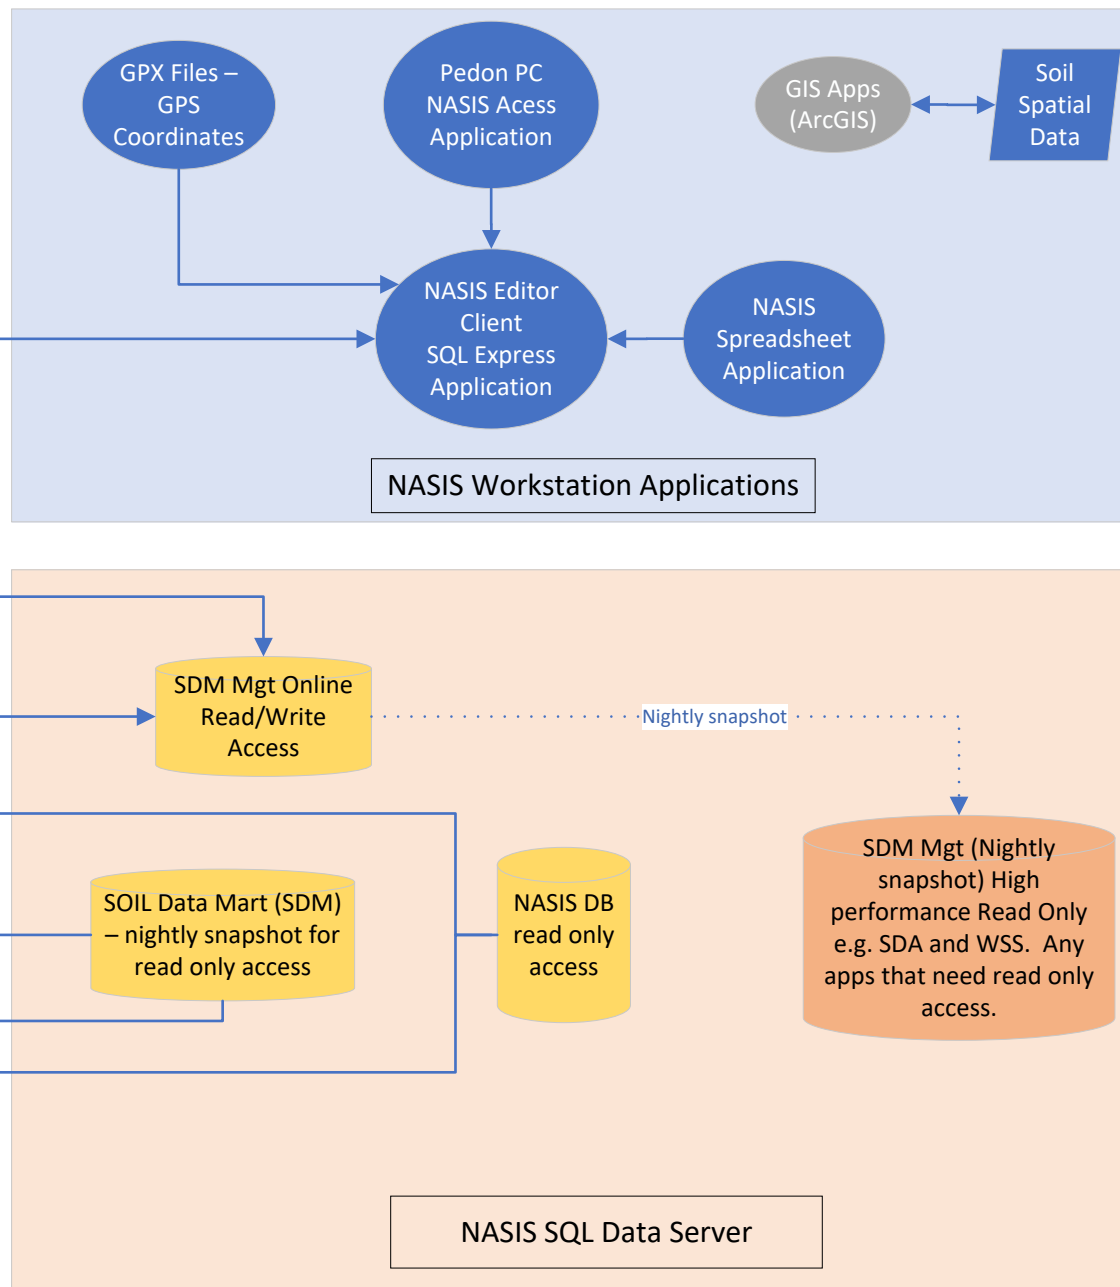 GPX Files –
GPS
Coordinates
Pedon PC
NASIS Acess
Application
GIS Apps
(ArcGIS)
Soil
Spatial
Data
NASIS Editor
Client
SQL Express
Application
NASIS
Spreadsheet
Application
NASIS Workstation Applications
SDM Mgt Online
Read/Write
Access
Nightly snapshot
SOIL Data Mart (SDM)
– nightly snapshot for
read only access
NASIS DB
read only
access
SDM Mgt (Nightly
snapshot) High
performance Read Only
e.g. SDA and WSS.  Any
apps that need read only
access.
NASIS SQL Data Server